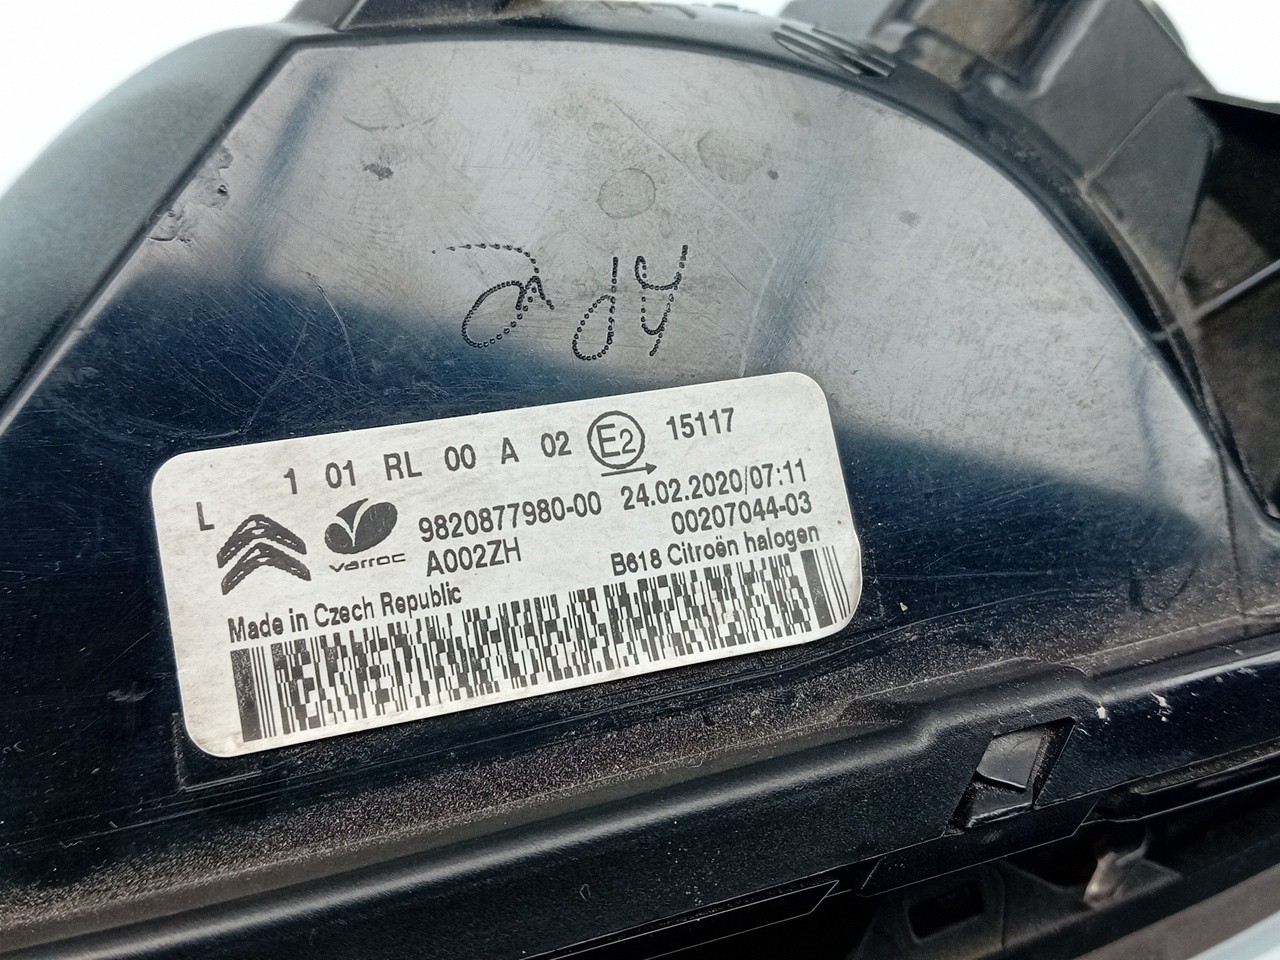 L 1 01 RL 00 A 02 E2 15117
varroc 9820877980-00 24.02.2020/07:11
A002ZH 00207044-03
Made in Czech Republic B618 Citroën halogen